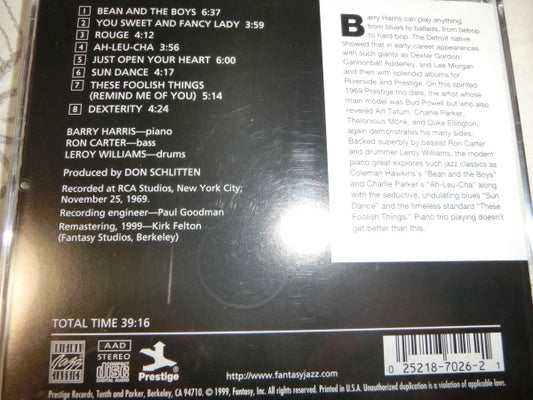 1 BEAN AND THE BOYS 6:37
2 YOU SWEET AND FANCY LADY 3:59
3 ROUGE 4:12
4 AH-LEU-CHA 3:56
5 JUST OPEN YOUR HEART 6:00
6 SUN DANCE 4:17
7 THESE FOOLISH THINGS
(REMIND ME OF YOU) 5:14
8 DEXTERITY 4:24
BARRY HARRIS—piano
RON CARTER—bass
LEROY WILLIAMS—drums
Produced by DON SCHLITTEN
Recorded at RCA Studios, New York City;
November 25, 1969.
Recording engineer—Paul Goodman
Remastering, 1999—Kirk Felton
(Fantasy Studios, Berkeley)
Barry Harris can play anything,
from blues to ballads, from bebop
to hard bop. The Detroit native
showed that in early-career appearances
with such giants as Dexter Gordon,
Cannonball Adderley, and Lee Morgan
and then with splendid albums for
Riverside and Prestige. On this spirited
1969 Prestige trio date, the artist whose
main model was Bud Powell but who also
revered Art Tatum, Charlie Parker,
Thelonious Monk, and Duke Ellington,
again demonstrates his many sides.
Backed superbly by bassist Ron Carter
and drummer Leroy Williams, the modern
piano great explores such jazz classics as
Coleman Hawkins's "Bean and the Boys"
and Charlie Parker's "Ah-Leu-Cha" along
with the seductive, undulating blues "Sun
Dance" and the timeless standard "These
Foolish Things." Piano trio playing doesn't
get better than this.
TOTAL TIME 39:16
ORIGINAL
Jazz
CLASSICS
AAD
STEREO
COMPACT
disc
DIGITAL AUDIO
Prestige
http://www.fantasyjazz.com
0 25218-7026-2 1
Prestige Records, Tenth and Parker, Berkeley, CA 94710. © 1999, Fantasy, Inc. All rights reserved. Printed in U.S.A. Unauthorized duplication is a violation of applicable laws.